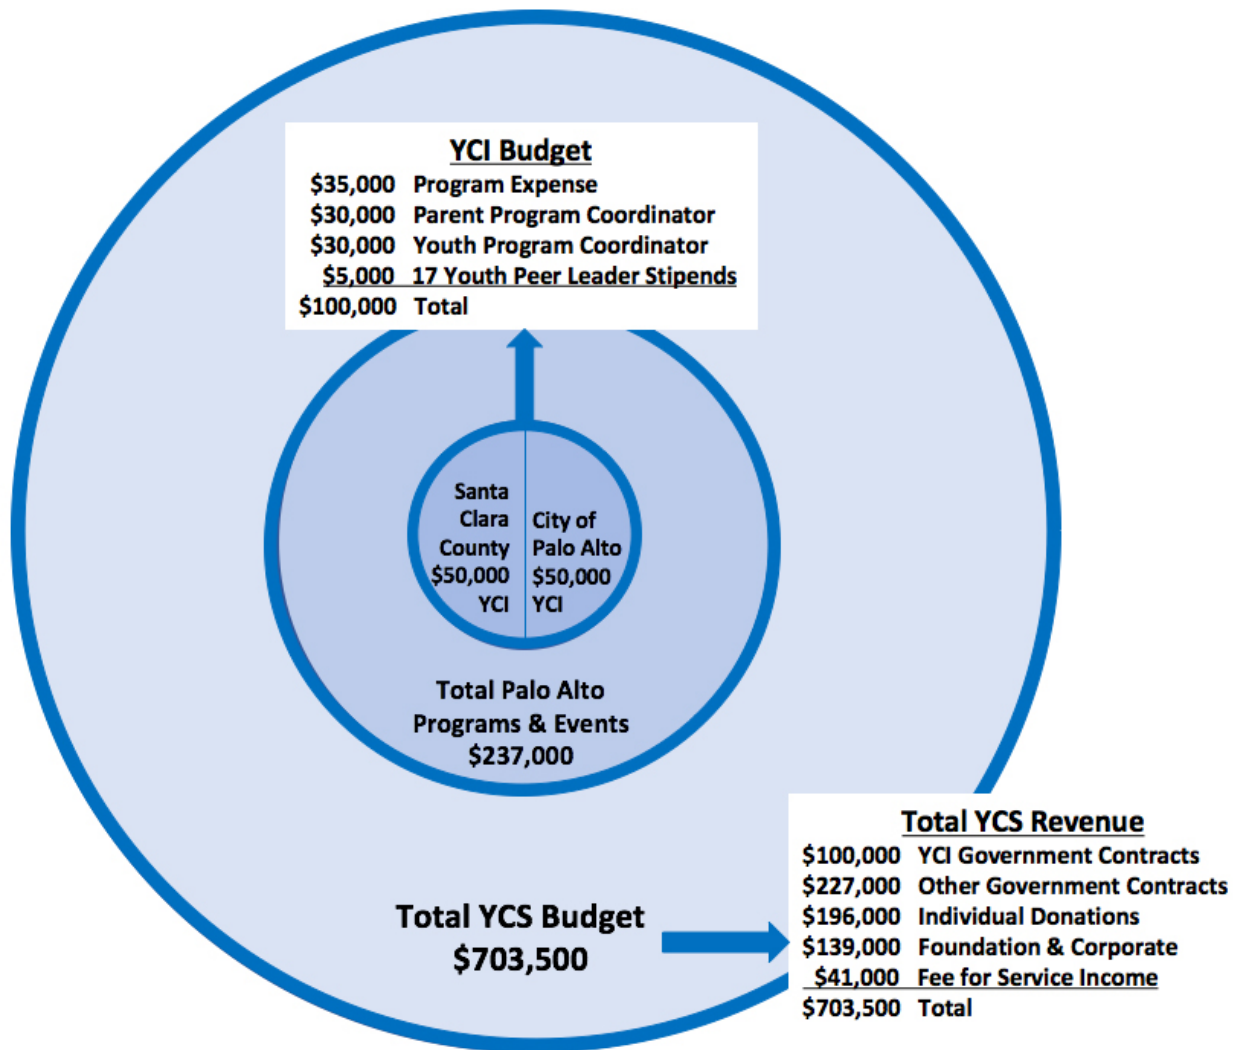 YCI Budget
$35,000 Program Expense
$30,000 Parent Program Coordinator
$30,000 Youth Program Coordinator
$5,000 17 Youth Peer Leader Stipends
$100,000 Total
Santa
Clara
County
$50,000
YCI
City of
Palo Alto
$50,000
YCI
Total Palo Alto
Programs & Events
$237,000
Total YCS Budget
$703,500
Total YCS Revenue
$100,000 YCI Government Contracts
$227,000 Other Government Contracts
$196,000 Individual Donations
$139,000 Foundation & Corporate
$41,000 Fee for Service Income
$703,500 Total